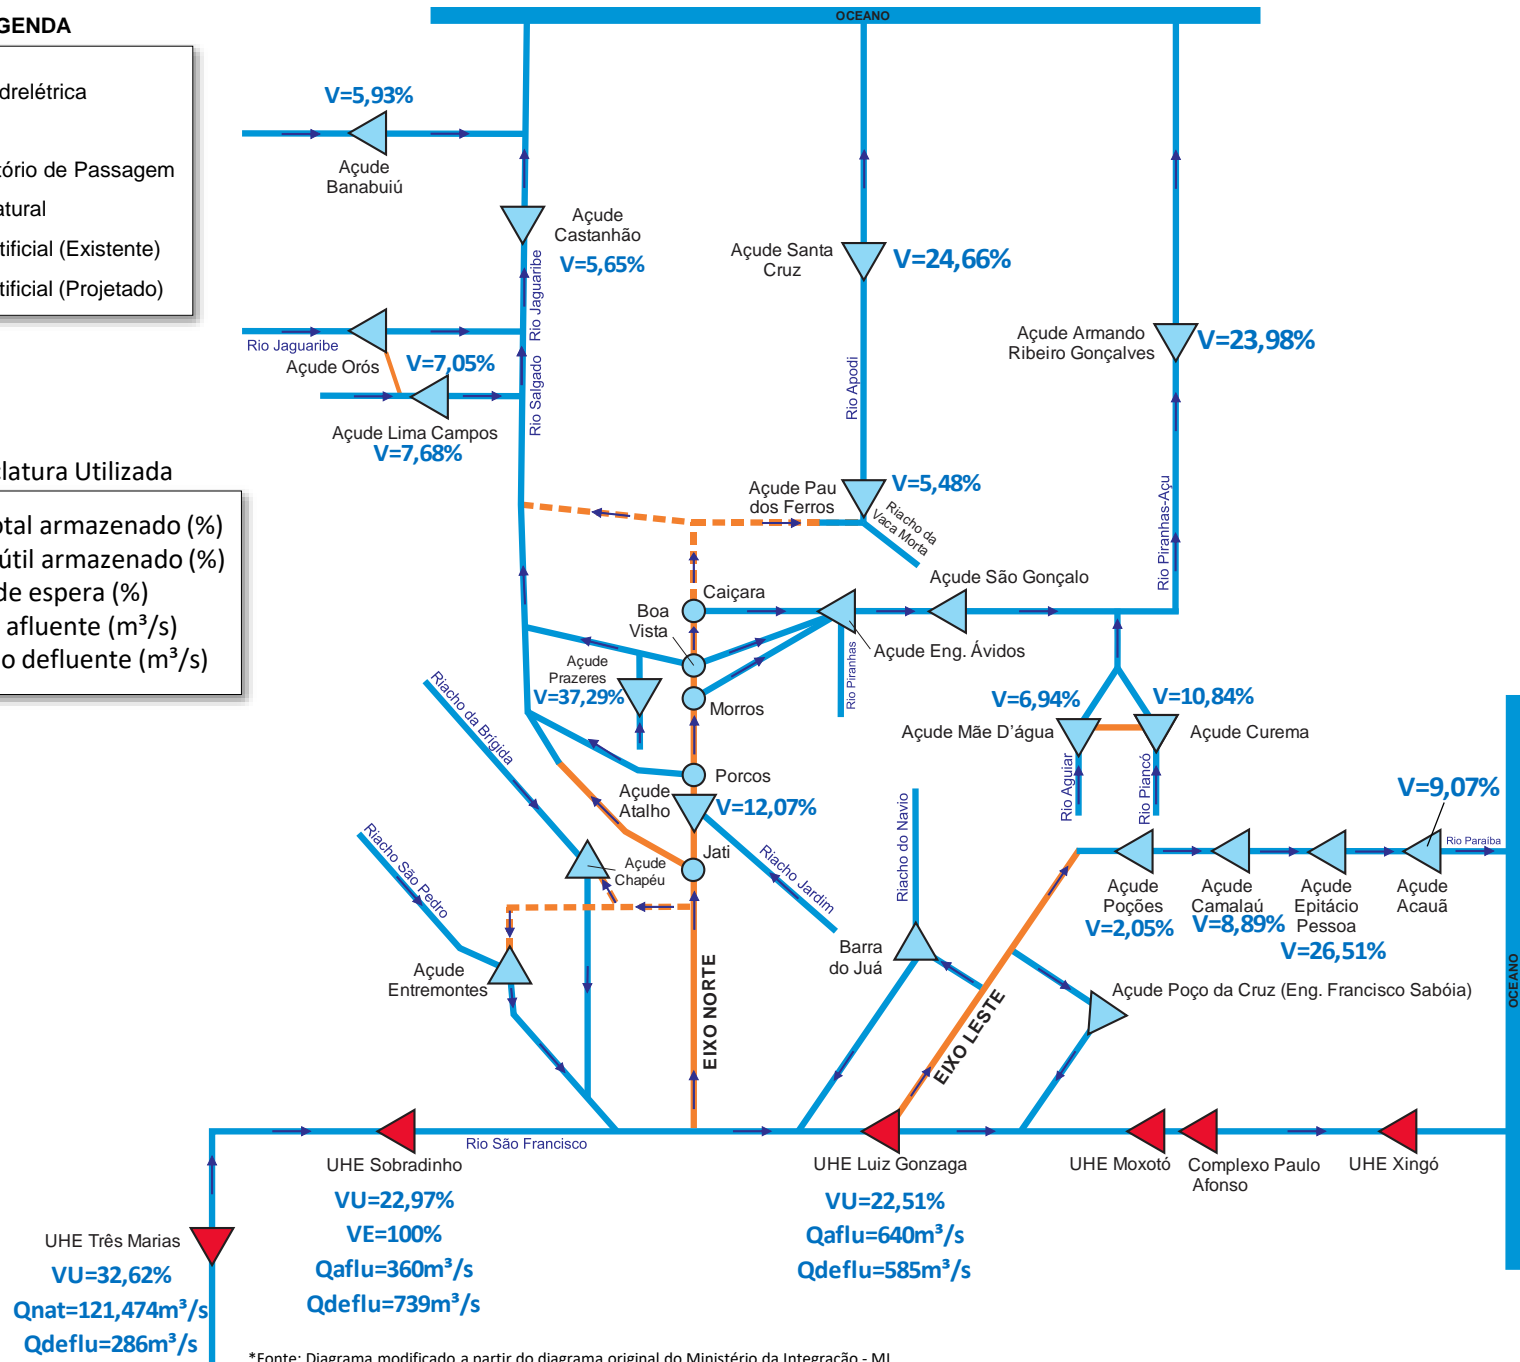 GENDA
drelétrica
tório de Passagem
atural
tificial (Existente)
tificial (Projetado)
clatura Utilizada
otal armazenado (%)
útil armazenado (%)
de espera (%)
afluente (m³/s)
o defluente (m³/s)
OCEANO
V=5,93%
Açude
Banabuiú
Açude
Castanhão
V=5,65%
Rio Jaguaribe
Açude Santa
Cruz
V=24,66%
Açude Armando
Ribeiro Gonçalves
V=23,98%
Rio Jaguaribe
Açude Orós
V=7,05%
Rio Salgado
Rio Apodi
Açude Lima Campos
V=7,68%
Açude Pau
dos Ferros
V=5,48%
Riacho da
Vaca Morta
Rio Piranhas-Açu
Açude São Gonçalo
Caiçara
Boa
Vista
Açude Eng. Ávidos
Rio Piranhas
Açude
Prazeres
V=37,29%
Morros
Riacho da Brígida
V=6,94%
V=10,84%
Açude Mãe D'água
Açude Curema
Rio Aguiar
Rio Piancó
Porcos
Açude
Atalho
V=12,07%
V=9,07%
Riacho do Navio
Riacho São Pedro
Açude
Chapéu
Jati
Riacho Jardim
Rio Paraiba
Açude
Poções
V=2,05%
Açude
Camalaú
V=8,89%
Açude
Epitácio
Pessoa
V=26,51%
Açude
Acauã
Barra
do Juá
Açude
Entremontes
EIXO NORTE
EIXO LESTE
Açude Poço da Cruz (Eng. Francisco Sabóia)
OCEANO
Rio São Francisco
UHE Sobradinho
VU=22,97%
VE=100%
Qaflu=360m³/s
Qdeflu=739m³/s
UHE Luiz Gonzaga
VU=22,51%
Qaflu=640m³/s
Qdeflu=585m³/s
UHE Moxotó
Complexo Paulo
Afonso
UHE Xingó
UHE Três Marias
VU=32,62%
Qnat=121,474m³/s
Qdeflu=286m³/s
*Fonte: Diagrama modificado a partir do diagrama original do Ministério da Integração - MI